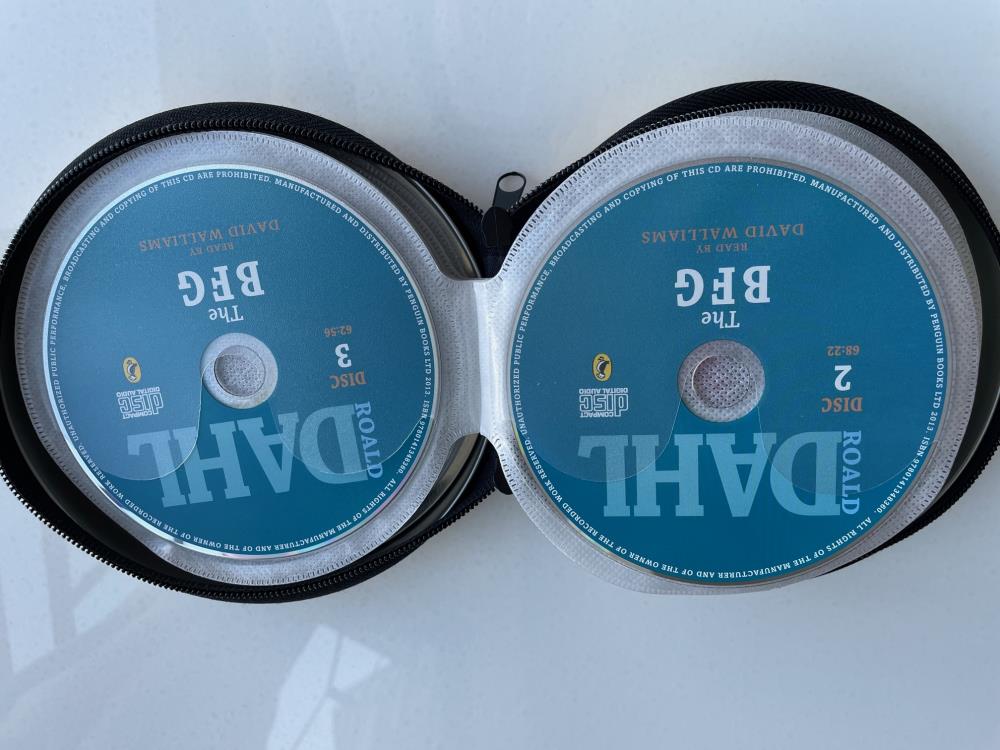 ROALD
DAHL
DISC
2
68:22
COMPACT
disc
DIGITAL AUDIO
The
BFG
READ BY
DAVID WALLIAMS
ALL RIGHTS OF THE MANUFACTURER AND OF THE OWNER OF THE RECORDED WORK RESERVED. UNAUTHORIZED PUBLIC PERFORMANCE, BROADCASTING AND COPYING OF THIS CD ARE PROHIBITED. MANUFACTURED AND DISTRIBUTED BY PENGUIN BOOKS LTD 2013. ISBN 9780141348360.
ROALD
DAHL
DISC
3
62:56
COMPACT
disc
DIGITAL AUDIO
The
BFG
READ BY
DAVID WALLIAMS
ALL RIGHTS OF THE MANUFACTURER AND OF THE OWNER OF THE RECORDED WORK RESERVED. UNAUTHORIZED PUBLIC PERFORMANCE, BROADCASTING AND COPYING OF THIS CD ARE PROHIBITED. MANUFACTURED AND DISTRIBUTED BY PENGUIN BOOKS LTD 2013. ISBN 9780141348360.